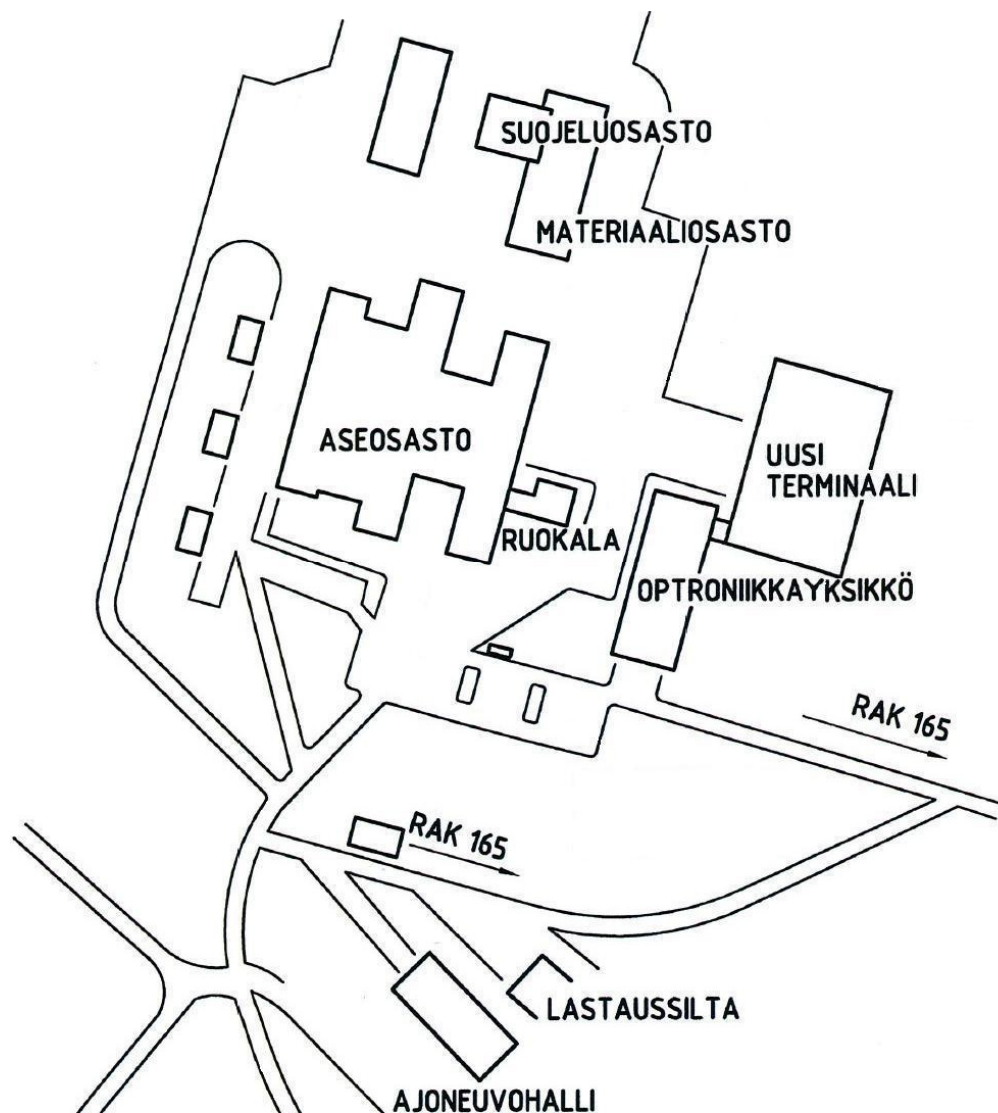 SUOJELUOSASTO
MATERIAALIOSASTO
ASEOSASTO
UUSI
TERMINAALI
RUOKALA
OPTRONIIKKAYKSIKKÖ
RAK 165
RAK 165
LASTAUSSILTA
AJONEUVOHALLI